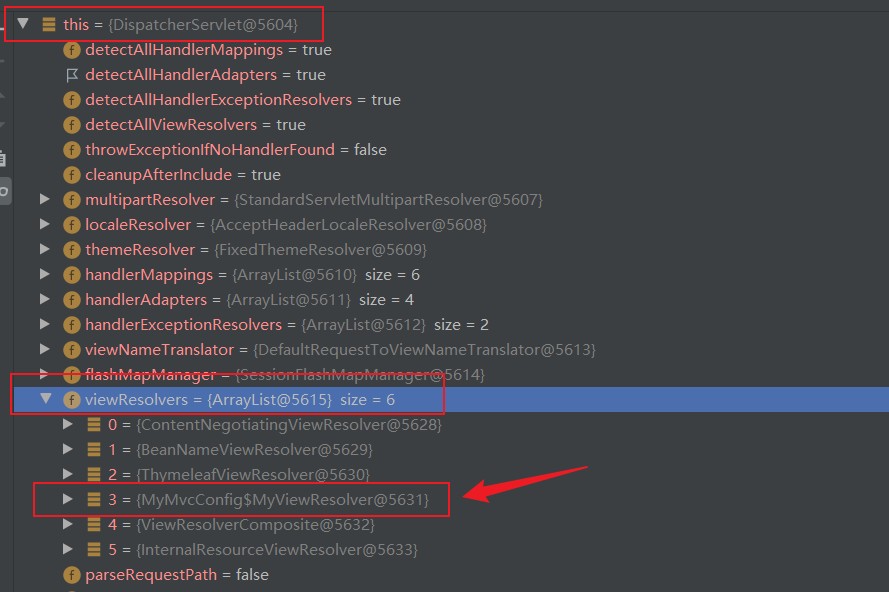 this = {DispatcherServlet@5604}
detectAllHandlerMappings = true
detectAllHandlerAdapters = true
detectAllHandlerExceptionResolvers = true
detectAllViewResolvers = true
throwExceptionIfNoHandlerFound = false
cleanupAfterInclude = true
multipartResolver = {StandardServletMultipartResolver@5607}
localeResolver = {AcceptHeaderLocaleResolver@5608}
themeResolver = {FixedThemeResolver@5609}
handlerMappings = {ArrayList@5610} size = 6
handlerAdapters = {ArrayList@5611} size = 4
handlerExceptionResolvers = {ArrayList@5612} size = 2
viewNameTranslator = {DefaultRequestToViewNameTranslator@5613}
flashMapManager = {SessionFlashMapManager@5614}
viewResolvers = {ArrayList@5615} size = 6
0 = {ContentNegotiatingViewResolver@5628}
1 = {BeanNameViewResolver@5629}
2 = {ThymeleafViewResolver@5630}
3 = {MyMvcConfig$MyViewResolver@5631}
4 = {ViewResolverComposite@5632}
5 = {InternalResourceViewResolver@5633}
parseRequestPath = false